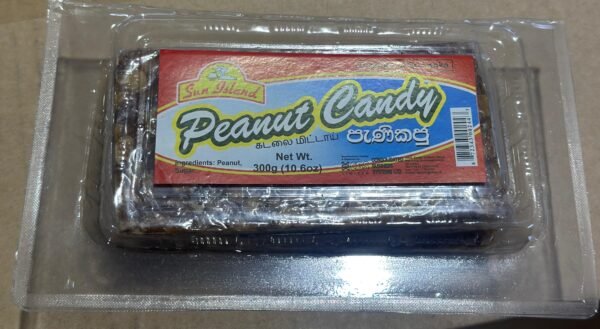 Sun Island
Peanut Candy
கடலை மிட்டாய் පැණිකජු
Ingredients: Peanut,
Sugar
Net Wt.
300g (10.6oz)